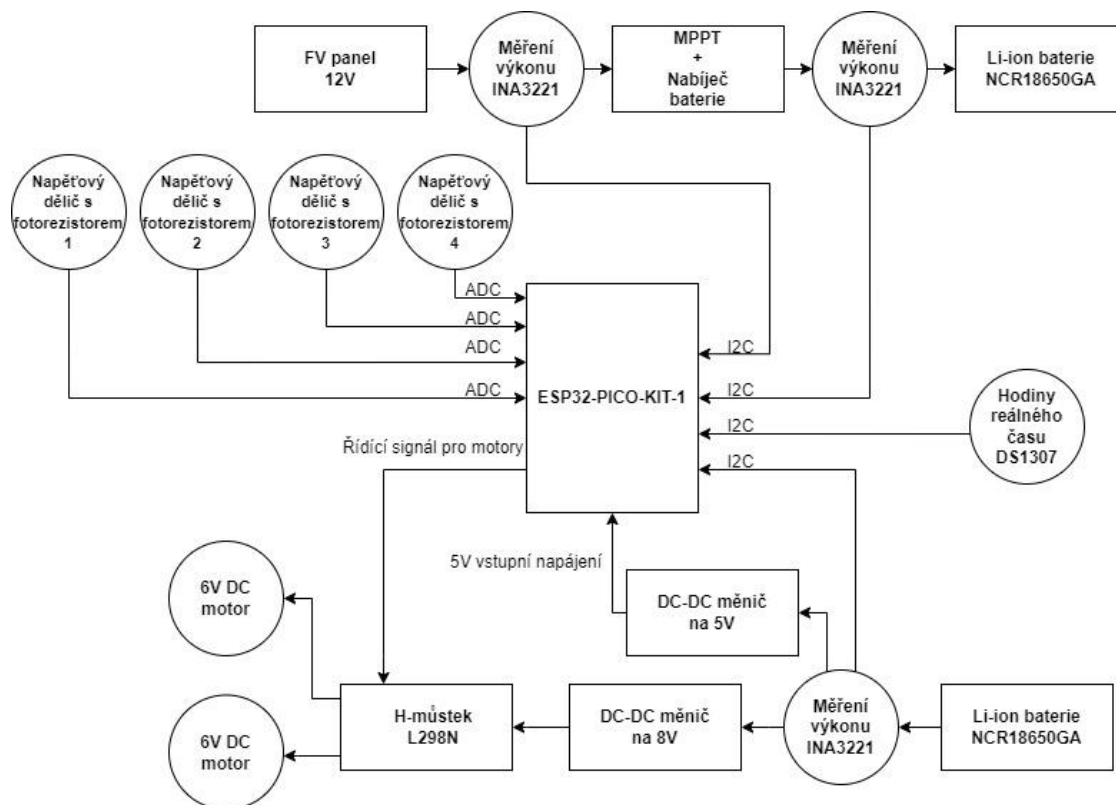 FV panel
12V
Měření
výkonu
INA3221
MPPT
+
Nabíječ
baterie
Měření
výkonu
INA3221
Li-ion baterie
NCR18650GA
Napěťový
dělič s
fotorezistorem
1
Napěťový
dělič s
fotorezistorem
2
Napěťový
dělič s
fotorezistorem
3
Napěťový
dělič s
fotorezistorem
4
ADC
ADC
ADC
ADC
ESP32-PICO-KIT-1
I2C
I2C
I2C
I2C
Hodiny
reálného
času
DS1307
Řídící signál pro motory
5V vstupní napájení
DC-DC měnič
na 5V
6V DC
motor
6V DC
motor
H-můstek
L298N
DC-DC měnič
na 8V
Měření
výkonu
INA3221
Li-ion baterie
NCR18650GA